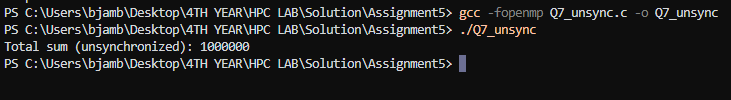 PS C:\Users\bjamb\Desktop\4TH YEAR\HPC LAB\Solution\Assignment5> gcc -fopenmp Q7_unsync.c -o Q7_unsync
PS C:\Users\bjamb\Desktop\4TH YEAR\HPC LAB\Solution\Assignment5> ./Q7_unsync
Total sum (unsynchronized): 1000000
PS C:\Users\bjamb\Desktop\4TH YEAR\HPC LAB\Solution\Assignment5>